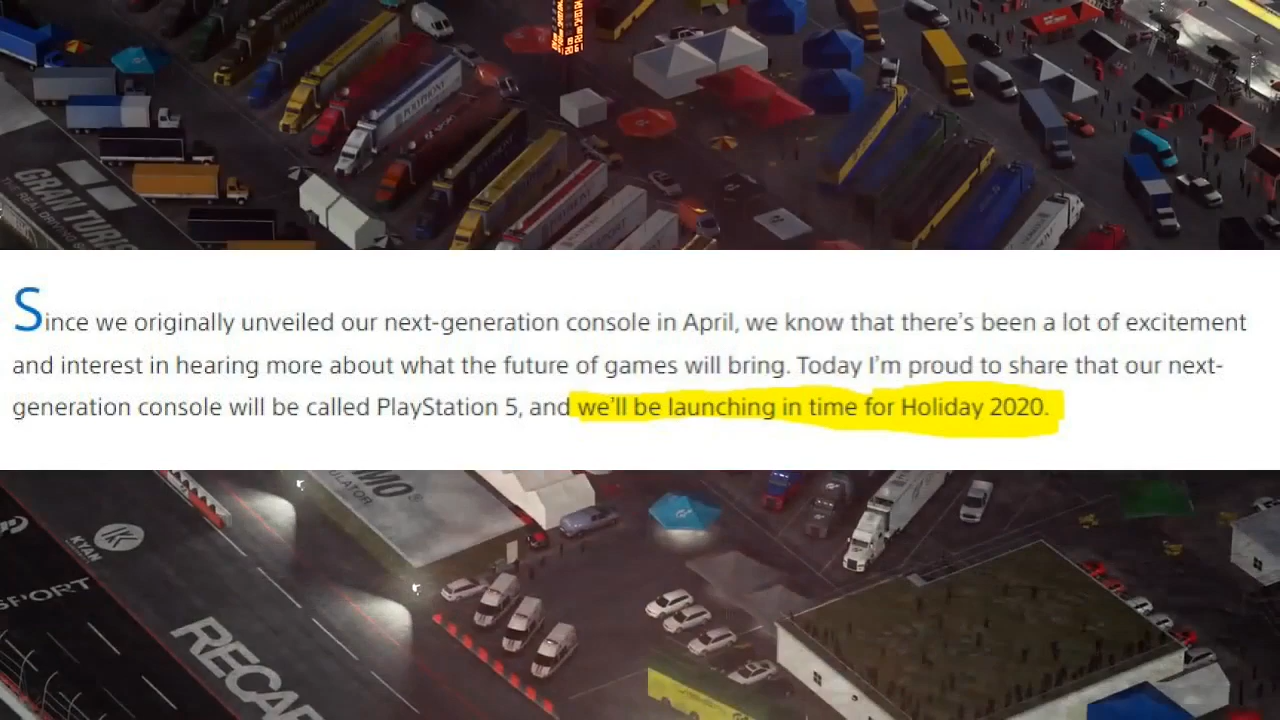 GRAN TURIS
Since we originally unveiled our next-generation console in April, we know that there's been a lot of excitement
and interest in hearing more about what the future of games will bring. Today I'm proud to share that our next-
generation console will be called PlayStation 5, and we'll be launching in time for Holiday 2020.
KYAN
SPORT
RECAR